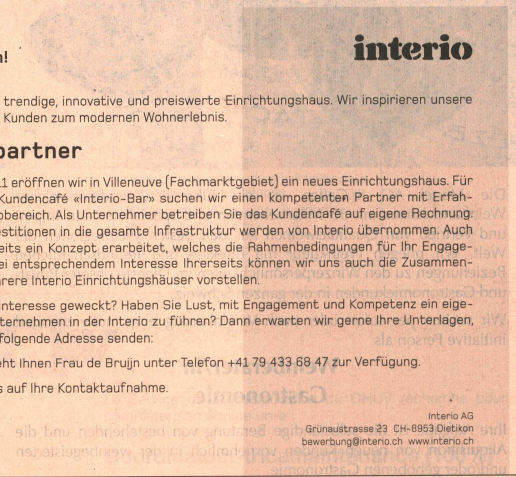 interio
n!
trendige, innovative und preiswerte Einrichtungshaus. Wir inspirieren unsere
Kunden zum modernen Wohnerlebnis.
partner
11 eröffnen wir in Villeneuve (Fachmarktgebiet) ein neues Einrichtungshaus. Für
Kundencafé «Interio-Bar» suchen wir einen kompetenten Partner mit Erfah-
bereich. Als Unternehmer betreiben Sie das Kundencafé auf eigene Rechnung
estitionen in die gesamte Infrastruktur werden von Interio übernommen. Auch
eits ein Konzept erarbeitet, welches die Rahmenbedingungen für Ihr Engage-
ei entsprechendem Interesse Ihrerseits können wir uns auch die Zusammen-
hrere Interio Einrichtungshäuser vorstellen.
nteresse geweckt? Haben Sie Lust, mit Engagement und Kompetenz ein eige-
ternehmen in der Interio zu führen? Dann erwarten wir gerne Ihre Unterlagen,
folgende Adresse senden:
eht Ihnen Frau de Bruijn unter Telefon +41 79 433 68 47 zur Verfügung.
s auf Ihre Kontaktaufnahme.
Interio AG
Grünaustrasse 23 CH-8953 Dietikon
bewerbung@interio.ch www.interio.ch